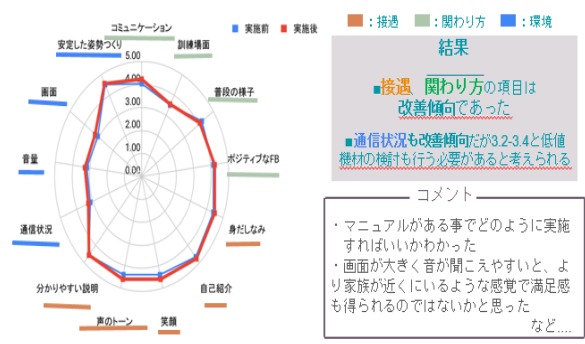 コミュニケーション
■実施前 ■実施後
安定した姿勢づくり
訓練場面
5.00
4.00
画面
普段の様子
3.00
2.00
1.00
音量
0.00
ポジティブなFB
通信状況
身だしなみ
分かりやすい説明
自己紹介
声のトーン
笑顔
：接遇 ：関わり方 ：環境
結果
■接遇、関わり方の項目は
改善傾向であった
■通信状況も改善傾向だが3.2-3.4と低値
機材の検討も行う必要があると考えられる
コメント
・マニュアルがある事でどのように実施
すればいいかわかった
・画面が大きく音が聞こえやすいと、よ
り家族が近くにいるような感覚で満足感
も得られるのではないかと思った
など....